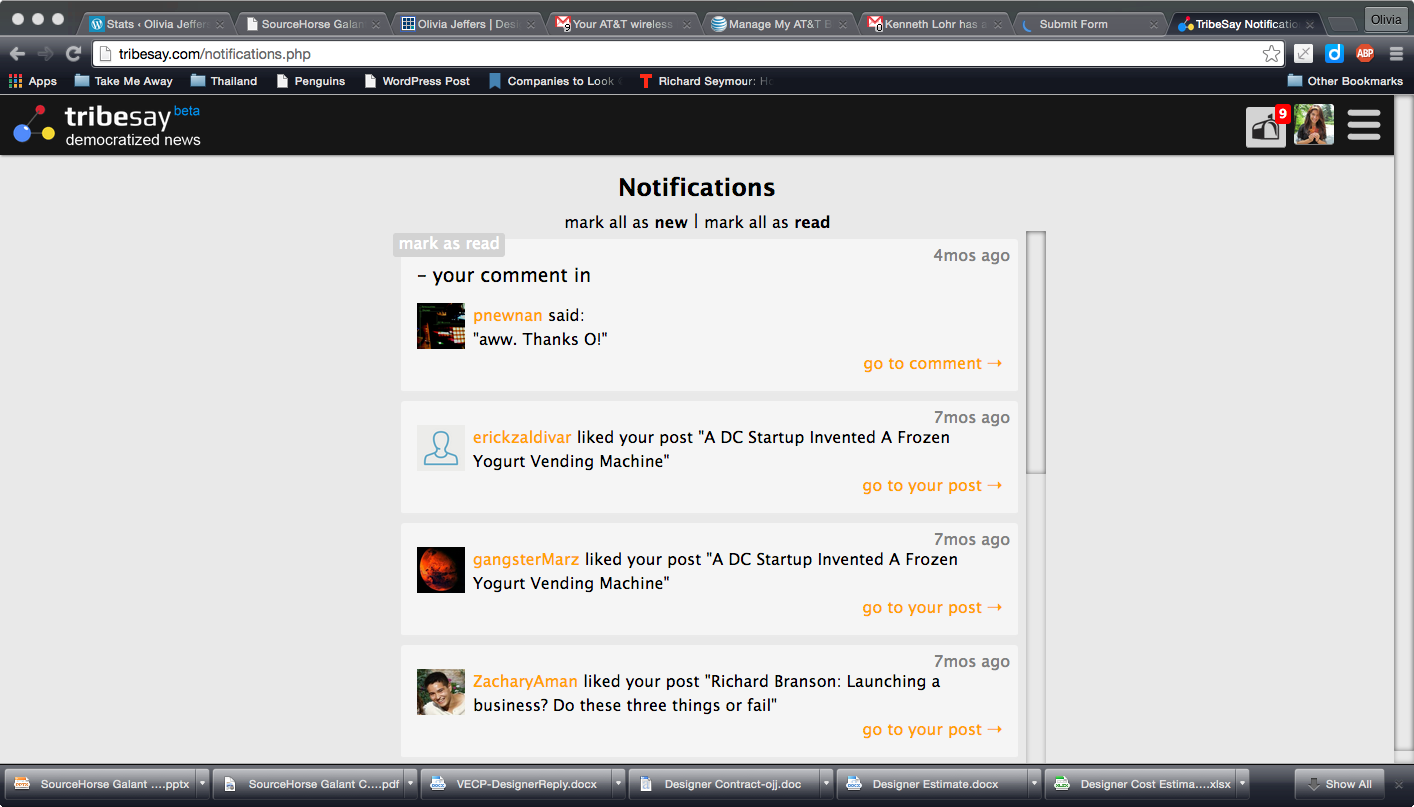 Stats ‹ Olivia Jeffer
SourceHorse Galan
Olivia Jeffers | Desi
9
Your AT&T wireless
Manage My AT&T B
0
Kenneth Lohr has a
Submit Form
TribeSay Notificatio
Olivia
tribesay.com/notifications.php
d
ABP
Apps
Take Me Away
Thailand
Penguins
WordPress Post
Companies to Look
Richard Seymour: Ho
Other Bookmarks
tribesay beta
democratized news
9
Notifications
mark all as new | mark all as read
mark as read
4mos ago
– your comment in
pnewnan said:
"aww. Thanks O!"
go to comment →
7mos ago
erickzaldivar liked your post "A DC Startup Invented A Frozen
Yogurt Vending Machine"
go to your post →
7mos ago
gangsterMarz liked your post "A DC Startup Invented A Frozen
Yogurt Vending Machine"
go to your post →
7mos ago
ZacharyAman liked your post "Richard Branson: Launching a
business? Do these three things or fail"
go to your post →
SourceHorse Galant ....pptx
SourceHorse Galant C....pdf
VECP-DesignerReply.docx
Designer Contract-ojj.doc
Designer Estimate.docx
Designer Cost Estima....xlsx
Show All